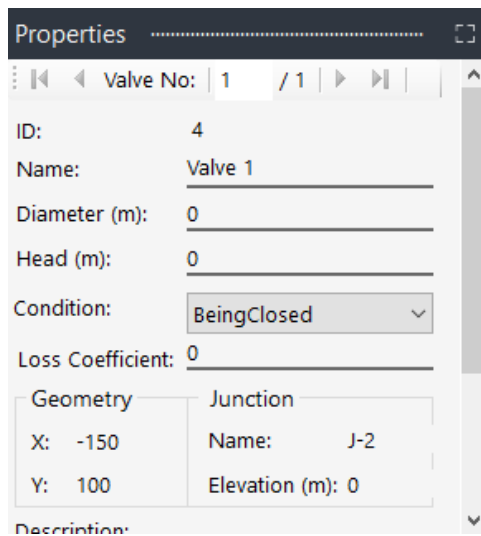 Properties
Valve No: 1 / 1
ID: 4
Name: Valve 1
Diameter (m): 0
Head (m): 0
Condition: BeingClosed
Loss Coefficient: 0
Geometry Junction
X: -150 Name: J-2
Y: 100 Elevation (m): 0
Description: